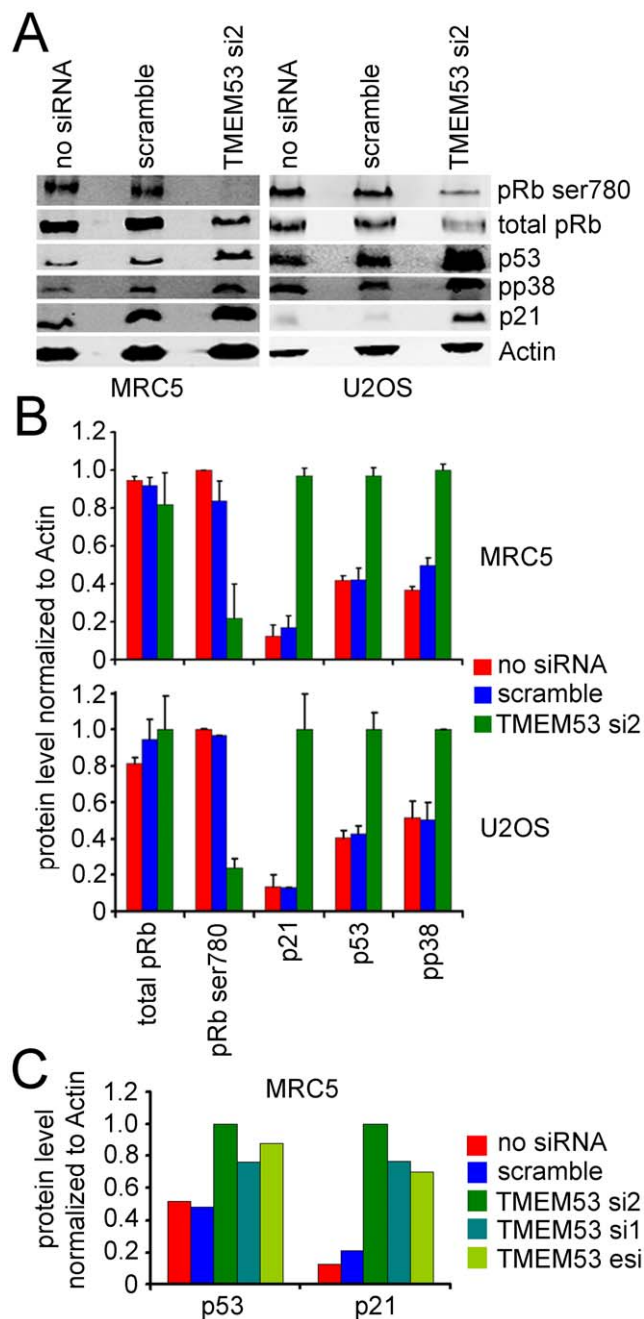 A
no siRNA
scramble
TMEM53 si2
no siRNA
scramble
TMEM53 si2
pRb ser780
total pRb
p53
pp38
p21
Actin
MRC5
U2OS
B
protein level normalized to Actin
1.2
1.0
0.8
0.6
0.4
0.2
0
MRC5
no siRNA
scramble
TMEM53 si2
1.0
0.8
0.6
0.4
0.2
0
U2OS
total pRb
pRb ser780
p21
p53
pp38
C
MRC5
protein level
normalized to Actin
1.2
1.0
0.8
0.6
0.4
0.2
0
p53
p21
no siRNA
scramble
TMEM53 si2
TMEM53 si1
TMEM53 esi